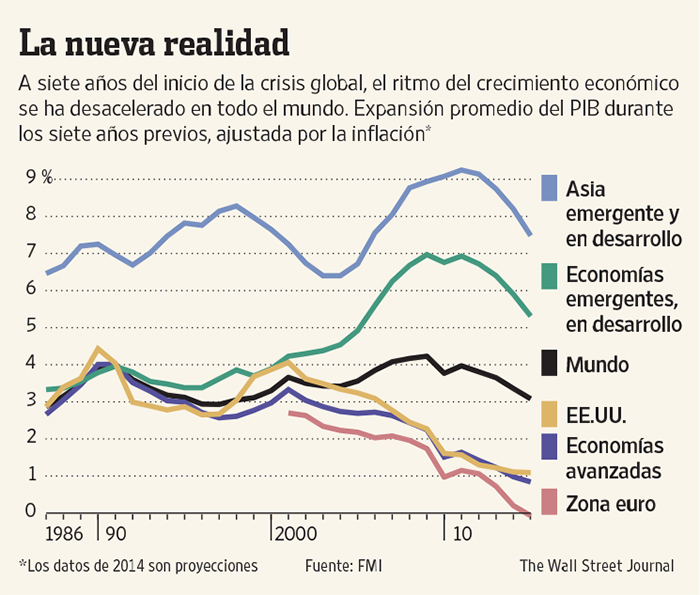 La nueva realidad
A siete años del inicio de la crisis global, el ritmo del crecimiento económico
se ha desacelerado en todo el mundo. Expansión promedio del PIB durante
los siete años previos, ajustada por la inflación*
9 %
8
7
6
5
4
3
2
1
0
1986
90
2000
10
Asia
emergente y
en desarrollo
Economías
emergentes,
en desarrollo
Mundo
EE.UU.
Economías
avanzadas
Zona euro
*Los datos de 2014 son proyecciones
Fuente: FMI
The Wall Street Journal